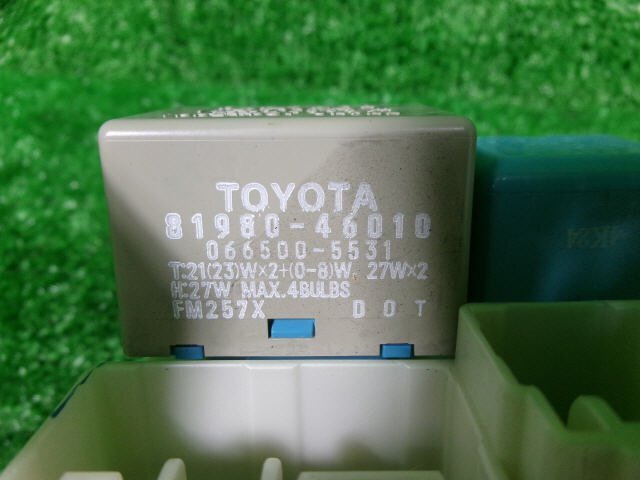 TOYOTA
81980-46010
066500-5531
T:21(23)W×2+(0-8)W, 27W×2
H:27W MAX.4BULBS
FM257X DOT